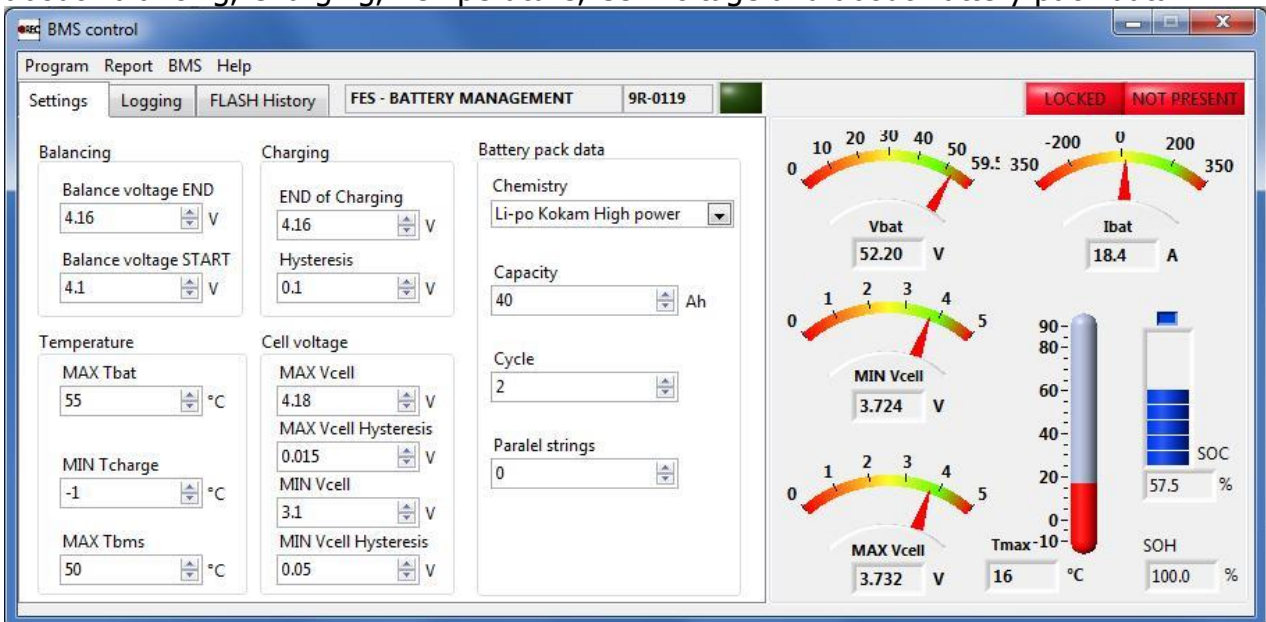 BMS control
Program Report BMS Help
Settings Logging FLASH History FES - BATTERY MANAGEMENT 9R-0119 LOCKED NOT PRESENT
Balancing
Balance voltage END
4.16 V
Balance voltage START
4.1 V
Charging
END of Charging
4.16 V
Hysteresis
0.1 V
Battery pack data
Chemistry
Li-po Kokam High power
Capacity
40 Ah
Cycle
2
Paralel strings
0
Temperature
MAX Tbat
55 °C
MIN Tcharge
-1 °C
MAX Tbms
50 °C
Cell voltage
MAX Vcell
4.18 V
MAX Vcell Hysteresis
0.015 V
MIN Vcell
3.1 V
MIN Vcell Hysteresis
0.05 V
0 10 20 30 40 50 59.5
Vbat
52.20 V
350 -200 0 200 350
Ibat
18.4 A
0 1 2 3 4 5
MIN Vcell
3.724 V
0 1 2 3 4 5
MAX Vcell
3.732 V
90
80
60
40
20
0
-10
Tmax
16 °C
SOC
57.5 %
SOH
100.0 %